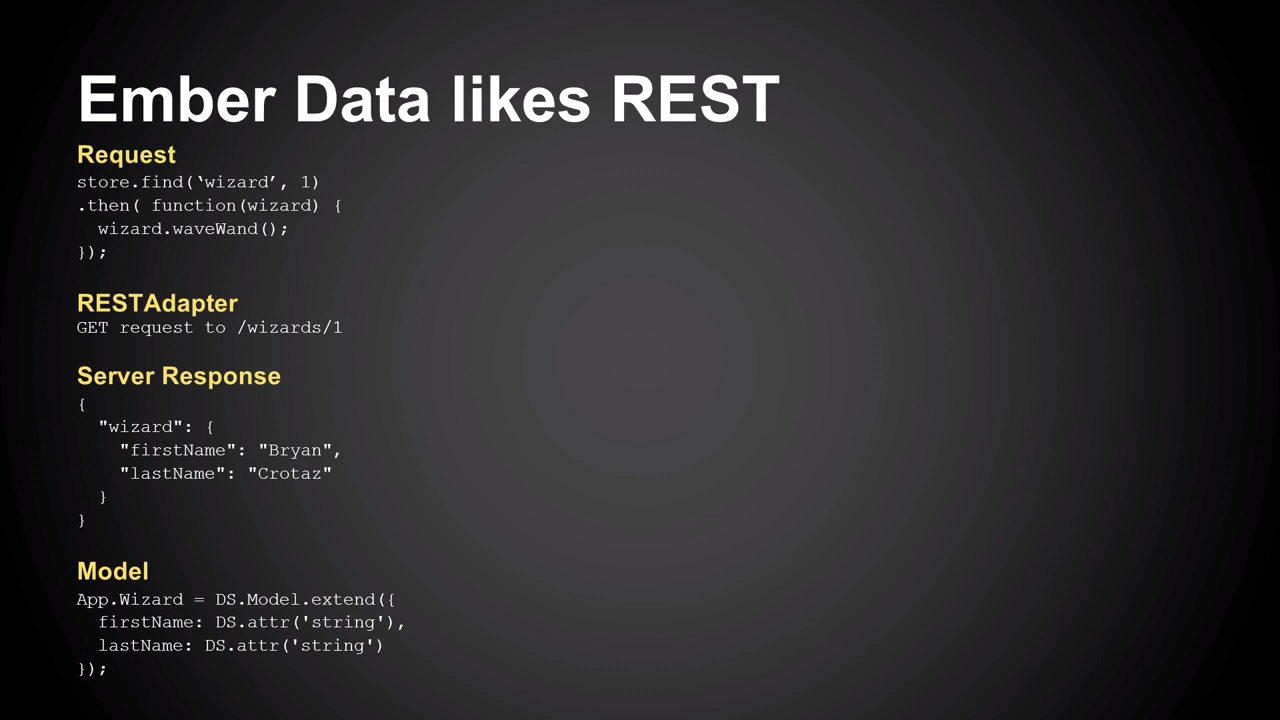 Ember Data likes REST
Request
store.find(‘wizard’, 1)
.then( function(wizard) {
  wizard.waveWand();
});
RESTAdapter
GET request to /wizards/1
Server Response
{
  "wizard": {
    "firstName": "Bryan",
    "lastName": "Crotaz"
  }
}
Model
App.Wizard = DS.Model.extend({
  firstName: DS.attr('string'),
  lastName: DS.attr('string')
});